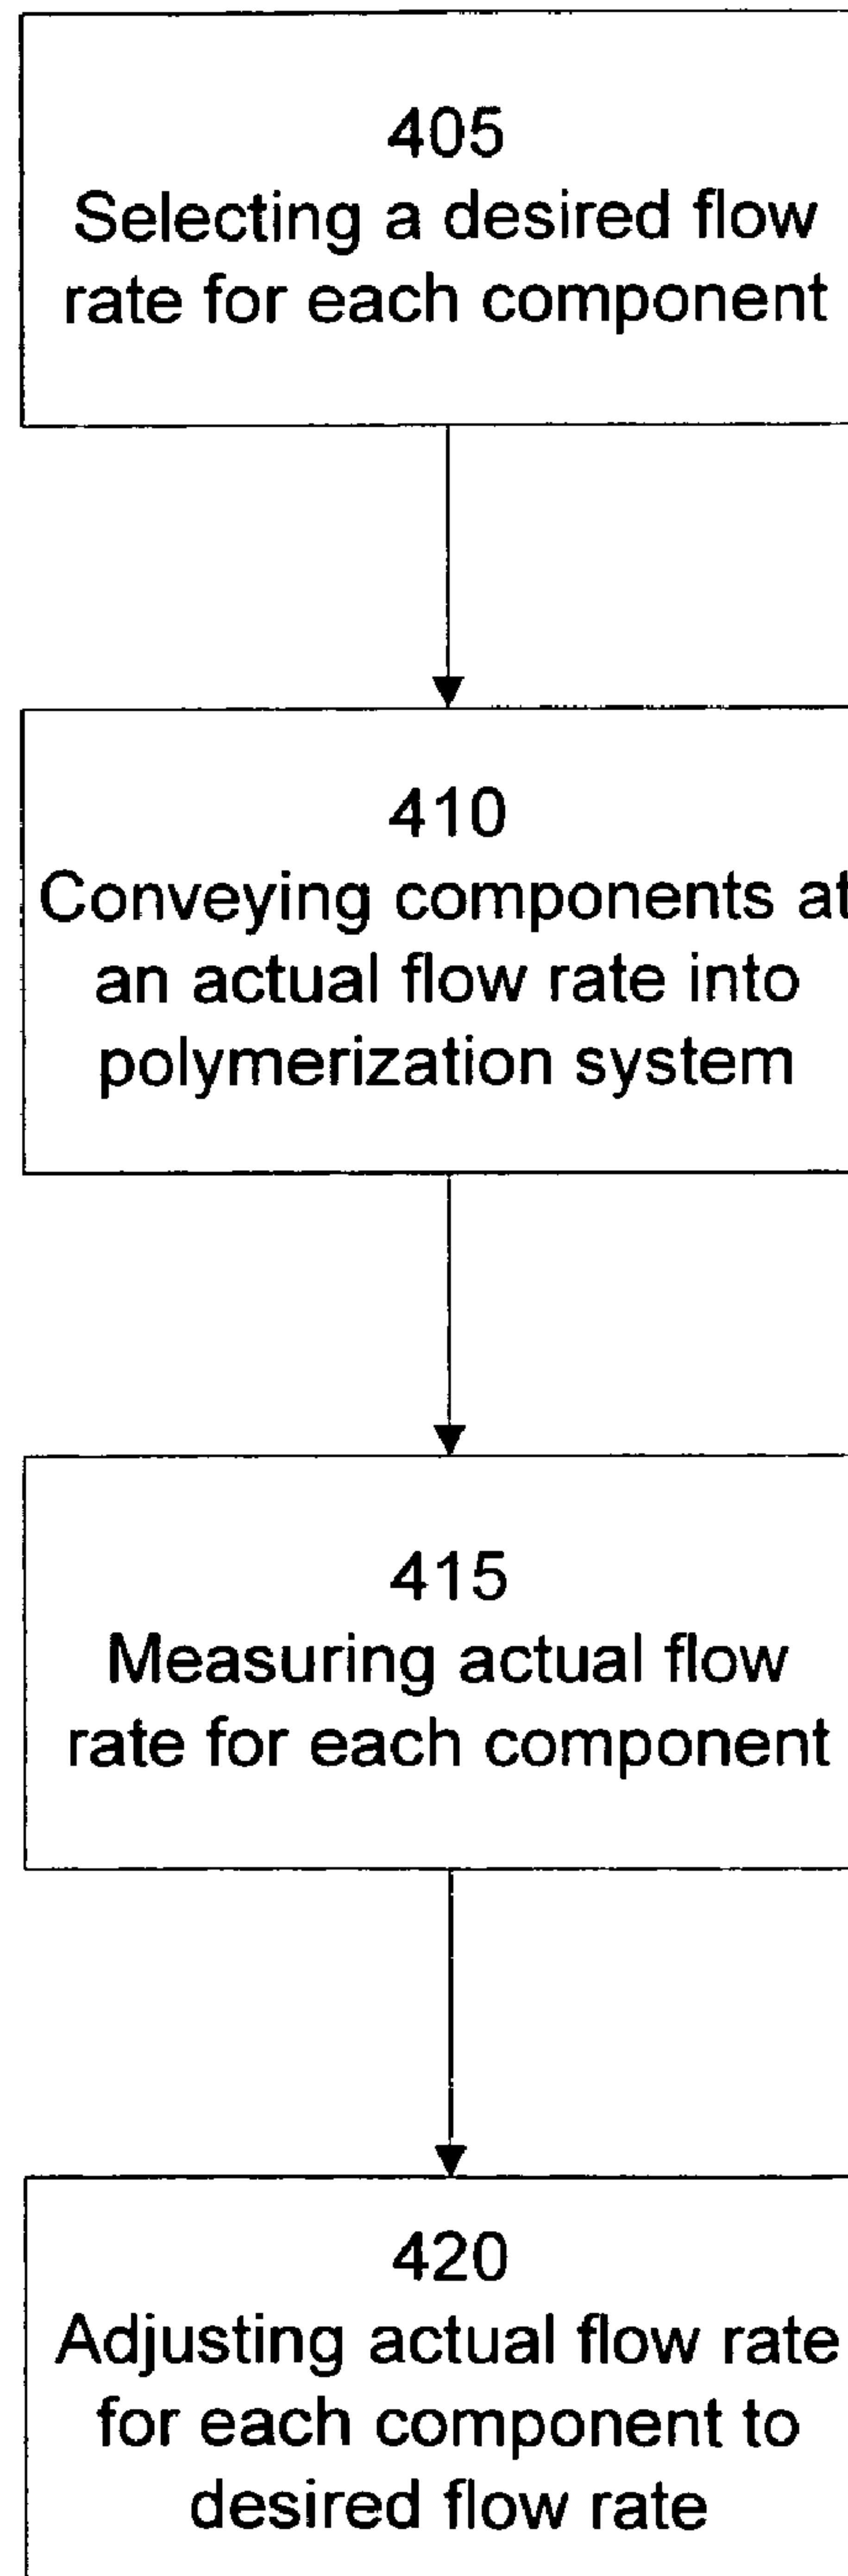 405
Selecting a desired flow
rate for each component
410
Conveying components at
an actual flow rate into
polymerization system
415
Measuring actual flow
rate for each component
420
Adjusting actual flow rate
for each component to
desired flow rate